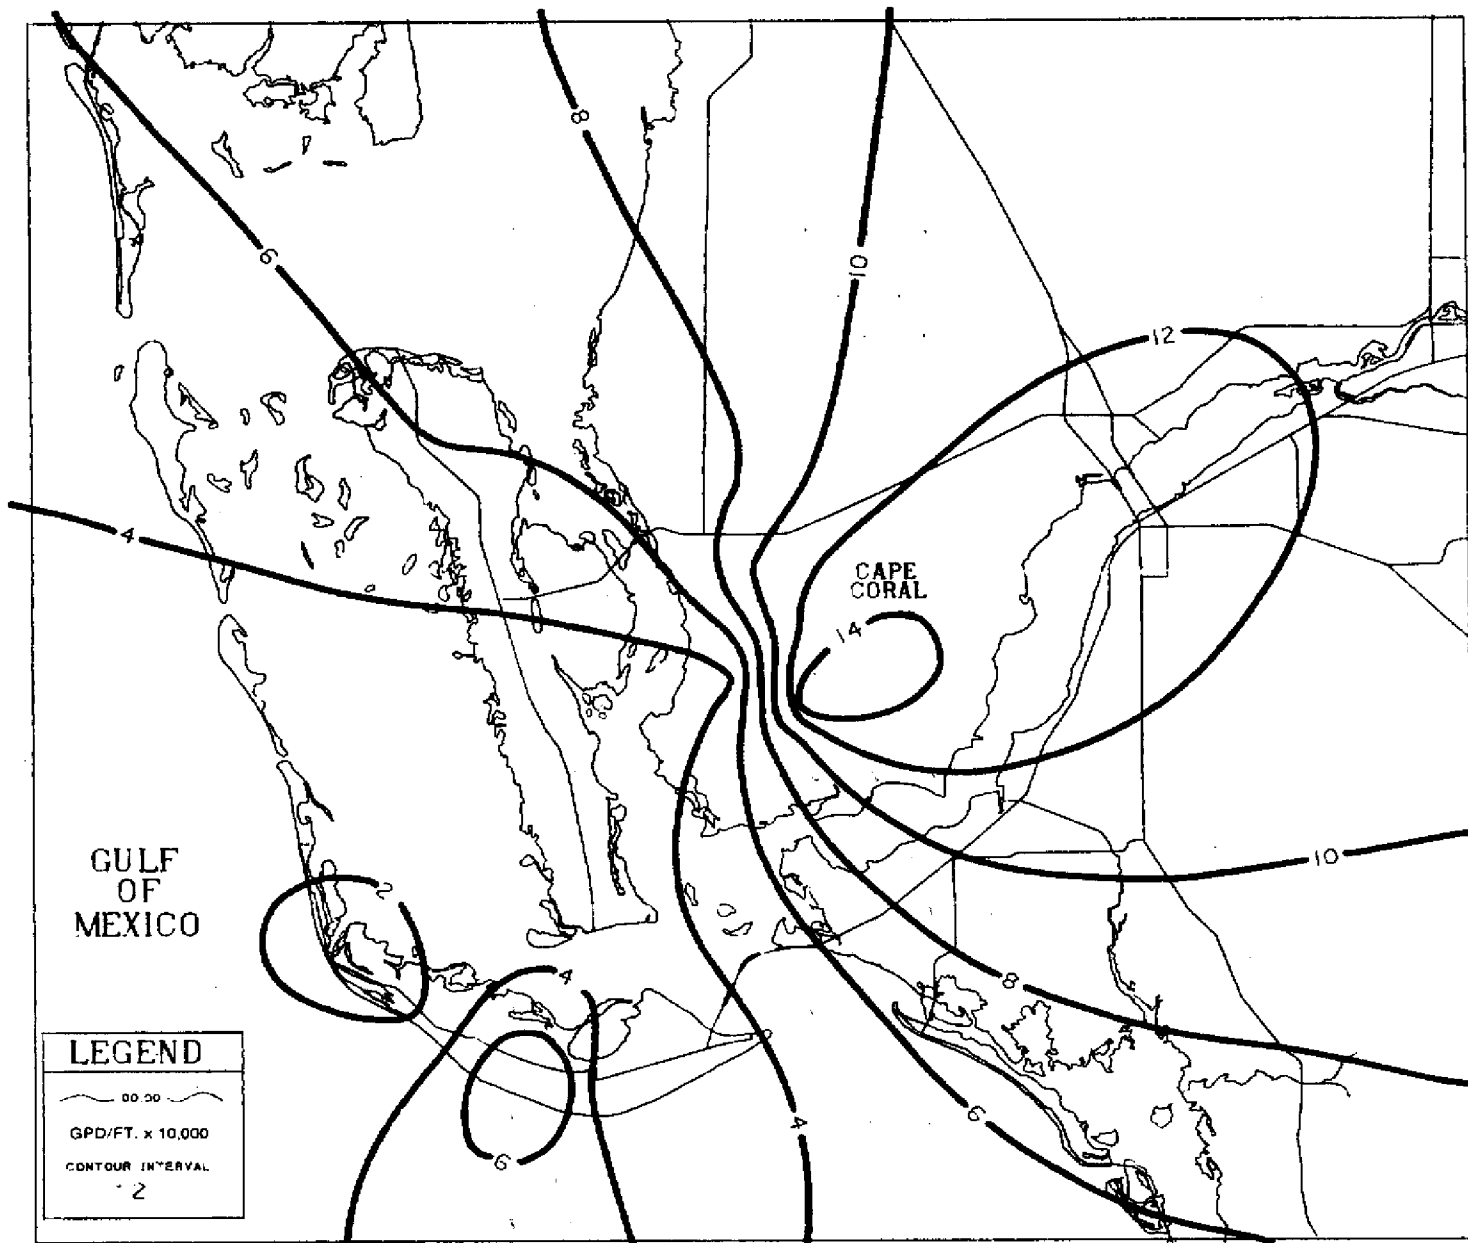 8
10
6
12
4
CAPE
CORAL
14
GULF
OF
MEXICO
2
10
4
8
LEGEND
00.00
GPD/FT. x 10,000
CONTOUR INTERVAL
2
6
4
6